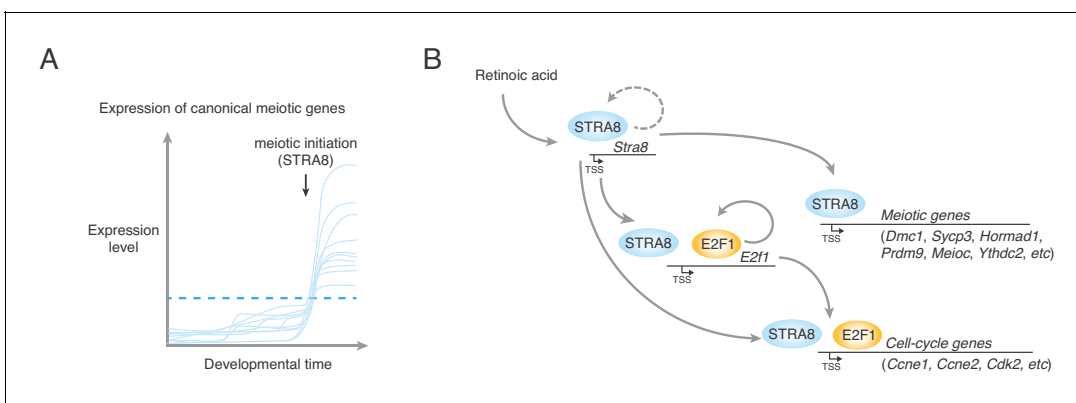 A
Expression of canonical meiotic genes
meiotic initiation
(STRA8)
Expression
level
Developmental time
B
Retinoic acid
STRA8
Stra8
TSS
STRA8
Meiotic genes
TSS
(Dmc1, Sycp3, Hormad1,
Prdm9, Meioc, Ythdc2, etc)
STRA8
E2F1
E2f1
TSS
STRA8
E2F1
Cell-cycle genes
TSS
(Ccne1, Ccne2, Cdk2, etc)